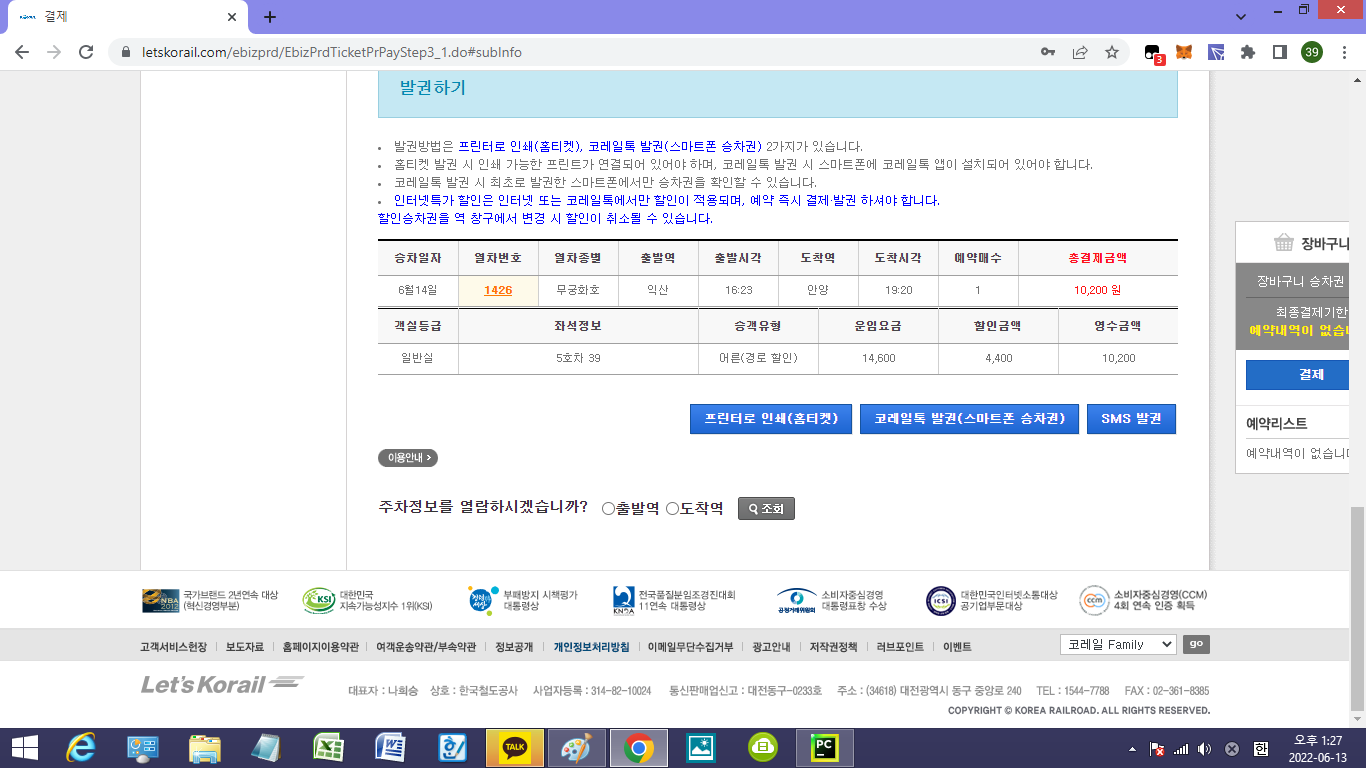 결제
letskorail.com/ebizprd/EbizPrdTicketPrPayStep3_1.do#subInfo
3
39
발권하기
발권방법은 프린터로 인쇄(홈티켓), 코레일톡 발권(스마트폰 승차권) 2가지가 있습니다.
홈티켓 발권 시 인쇄 가능한 프린트가 연결되어 있어야 하며, 코레일톡 발권 시 스마트폰에 코레일톡 앱이 설치되어 있어야 합니다.
코레일톡 발권 시 최초로 발권한 스마트폰에서만 승차권을 확인할 수 있습니다.
인터넷특가 할인은 인터넷 또는 코레일톡에서만 할인이 적용되며, 예약 즉시 결제·발권 하셔야 합니다.
할인승차권을 역 창구에서 변경 시 할인이 취소될 수 있습니다.
승차일자 열차번호 열차종별 출발역 출발시각 도착역 도착시각 예약매수 총결제금액
6월14일 1426 무궁화호 익산 16:23 안양 19:20 1 10,200 원
객실등급 좌석정보 승객유형 운임요금 할인금액 영수금액
일반실 5호차 39 어른(경로 할인) 14,600 4,400 10,200
프린터로 인쇄(홈티켓) 코레일톡 발권(스마트폰 승차권) SMS 발권
이용안내 >
주차정보를 열람하시겠습니까? 출발역 도착역 조회
장바구니
장바구니 승차권
최종결제기한
예약내역이 없습니
결제
예약리스트
예약내역이 없습니다
NBA 2012 국가브랜드 2년연속 대상 (혁신경영부문)
KSI 대한민국 지속가능성지수 1위(KSI)
부패방지 시책평가 대통령상
전국품질분임조경진대회 11연속 대통령상
공정거래위원회 소비자중심경영 대통령표창 수상
ICSI 대한민국인터넷소통대상 공기업부문대상
ccm 소비자중심경영(CCM) 4회 연속 인증 획득
고객서비스헌장 보도자료 홈페이지이용약관 여객운송약관/부속약관 정보공개 개인정보처리방침 이메일무단수집거부 광고안내 저작권정책 러브포인트 이벤트
코레일 Family go
Let's Korail 대표자 : 나희승 상호 : 한국철도공사 사업자등록 : 314-82-10024 통신판매업신고 : 대전동구-0233호 주소 : (34618) 대전광역시 동구 중앙로 240 TEL : 1544-7788 FAX : 02-361-8385
COPYRIGHT © KOREA RAILROAD. ALL RIGHTS RESERVED.
TALK
PC
한
오후 1:27
2022-06-13